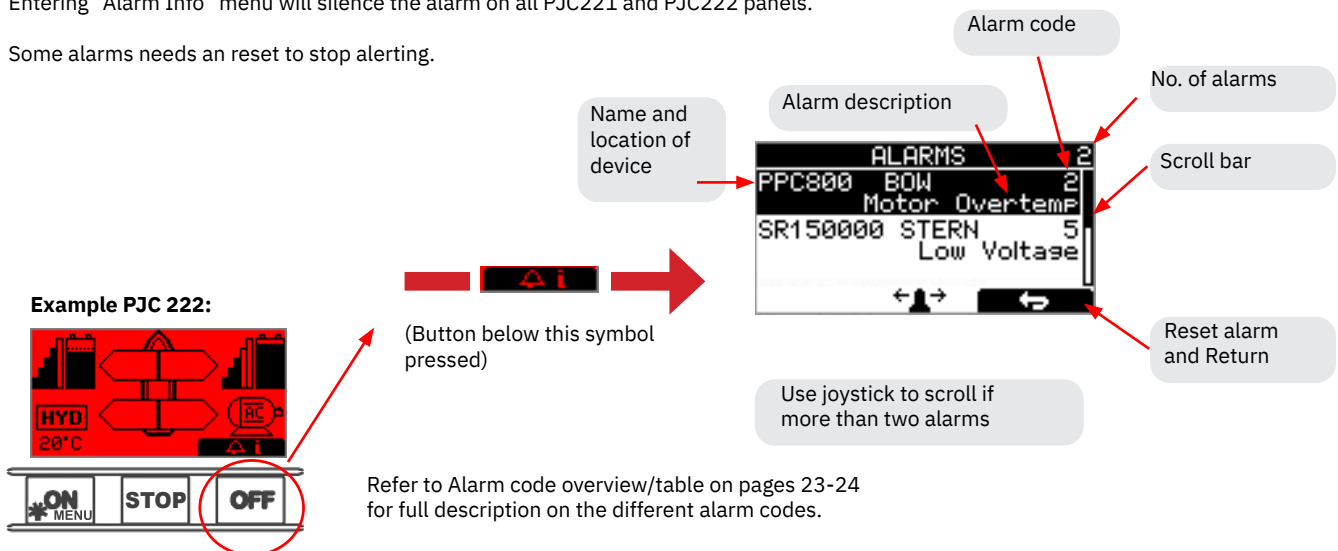 Entering "Alarm Info" menu will silence the alarm on all PJC221 and PJC222 panels.
Some alarms needs an reset to stop alerting.
Alarm code
No. of alarms
Alarm description
Name and
location of
device
Scroll bar
ALARMS 2
PPC800 BOW 2
Motor Overtemp
SR150000 STERN 5
Low Voltage
Example PJC 222:
(Button below this symbol
pressed)
Reset alarm
and Return
Use joystick to scroll if
more than two alarms
HYD
AC
20°C
i
i
ON
MENU
STOP
OFF
Refer to Alarm code overview/table on pages 23-24
for full description on the different alarm codes.